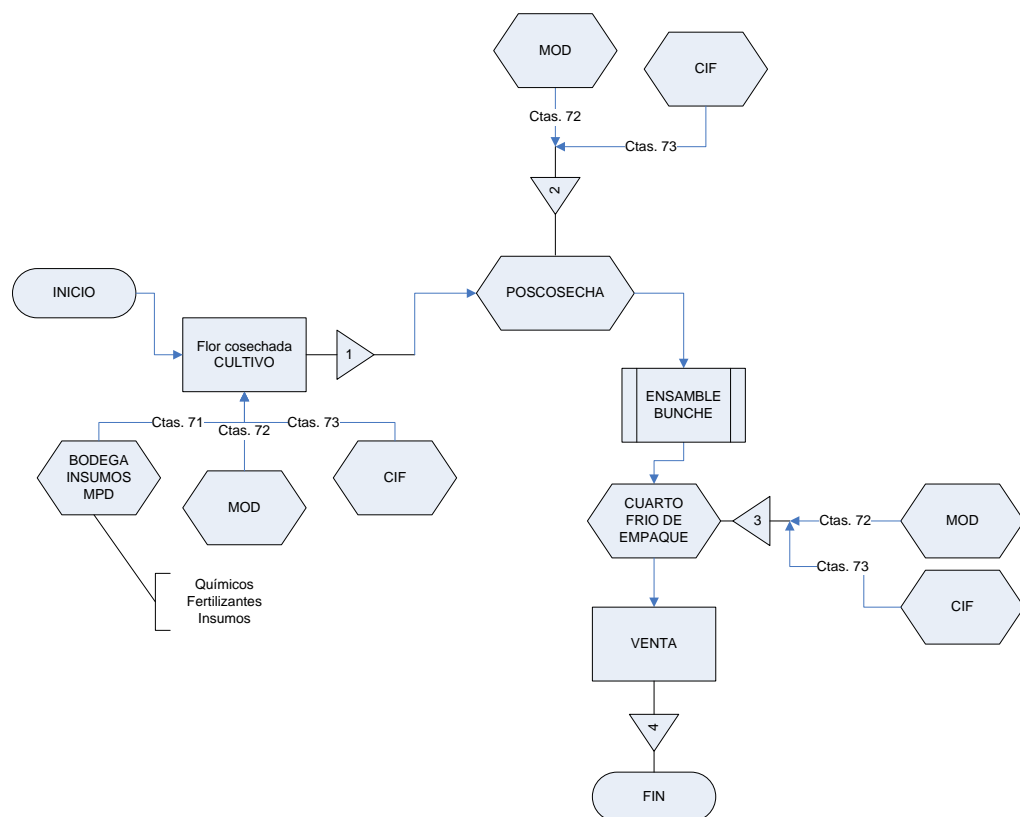 MOD
CIF
Ctas. 72
Ctas. 73
2
INICIO
POSCOSECHA
Flor cosechada
CULTIVO
1
ENSAMBLE
BUNCHE
Ctas. 71
Ctas. 72
Ctas. 73
BODEGA
INSUMOS
MPD
MOD
CIF
CUARTO
FRIO DE
EMPAQUE
3
Ctas. 72
MOD
Ctas. 73
CIF
Químicos
Fertilizantes
Insumos
VENTA
4
FIN